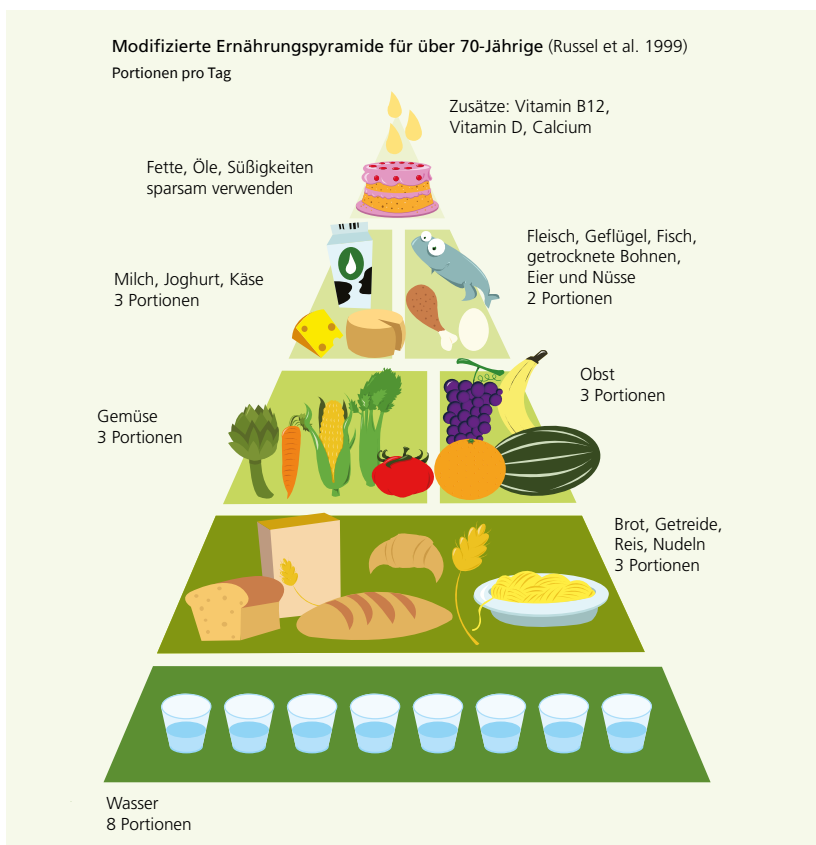 Modifizierte Ernährungspyramide für über 70-Jährige (Russel et al. 1999)
Portionen pro Tag
Zusätze: Vitamin B12,
Vitamin D, Calcium
Fette, Öle, Süßigkeiten
sparsam verwenden
Fleisch, Geflügel, Fisch,
getrocknete Bohnen,
Eier und Nüsse
2 Portionen
Milch, Joghurt, Käse
3 Portionen
Obst
3 Portionen
Gemüse
3 Portionen
Brot, Getreide,
Reis, Nudeln
3 Portionen
Wasser
8 Portionen